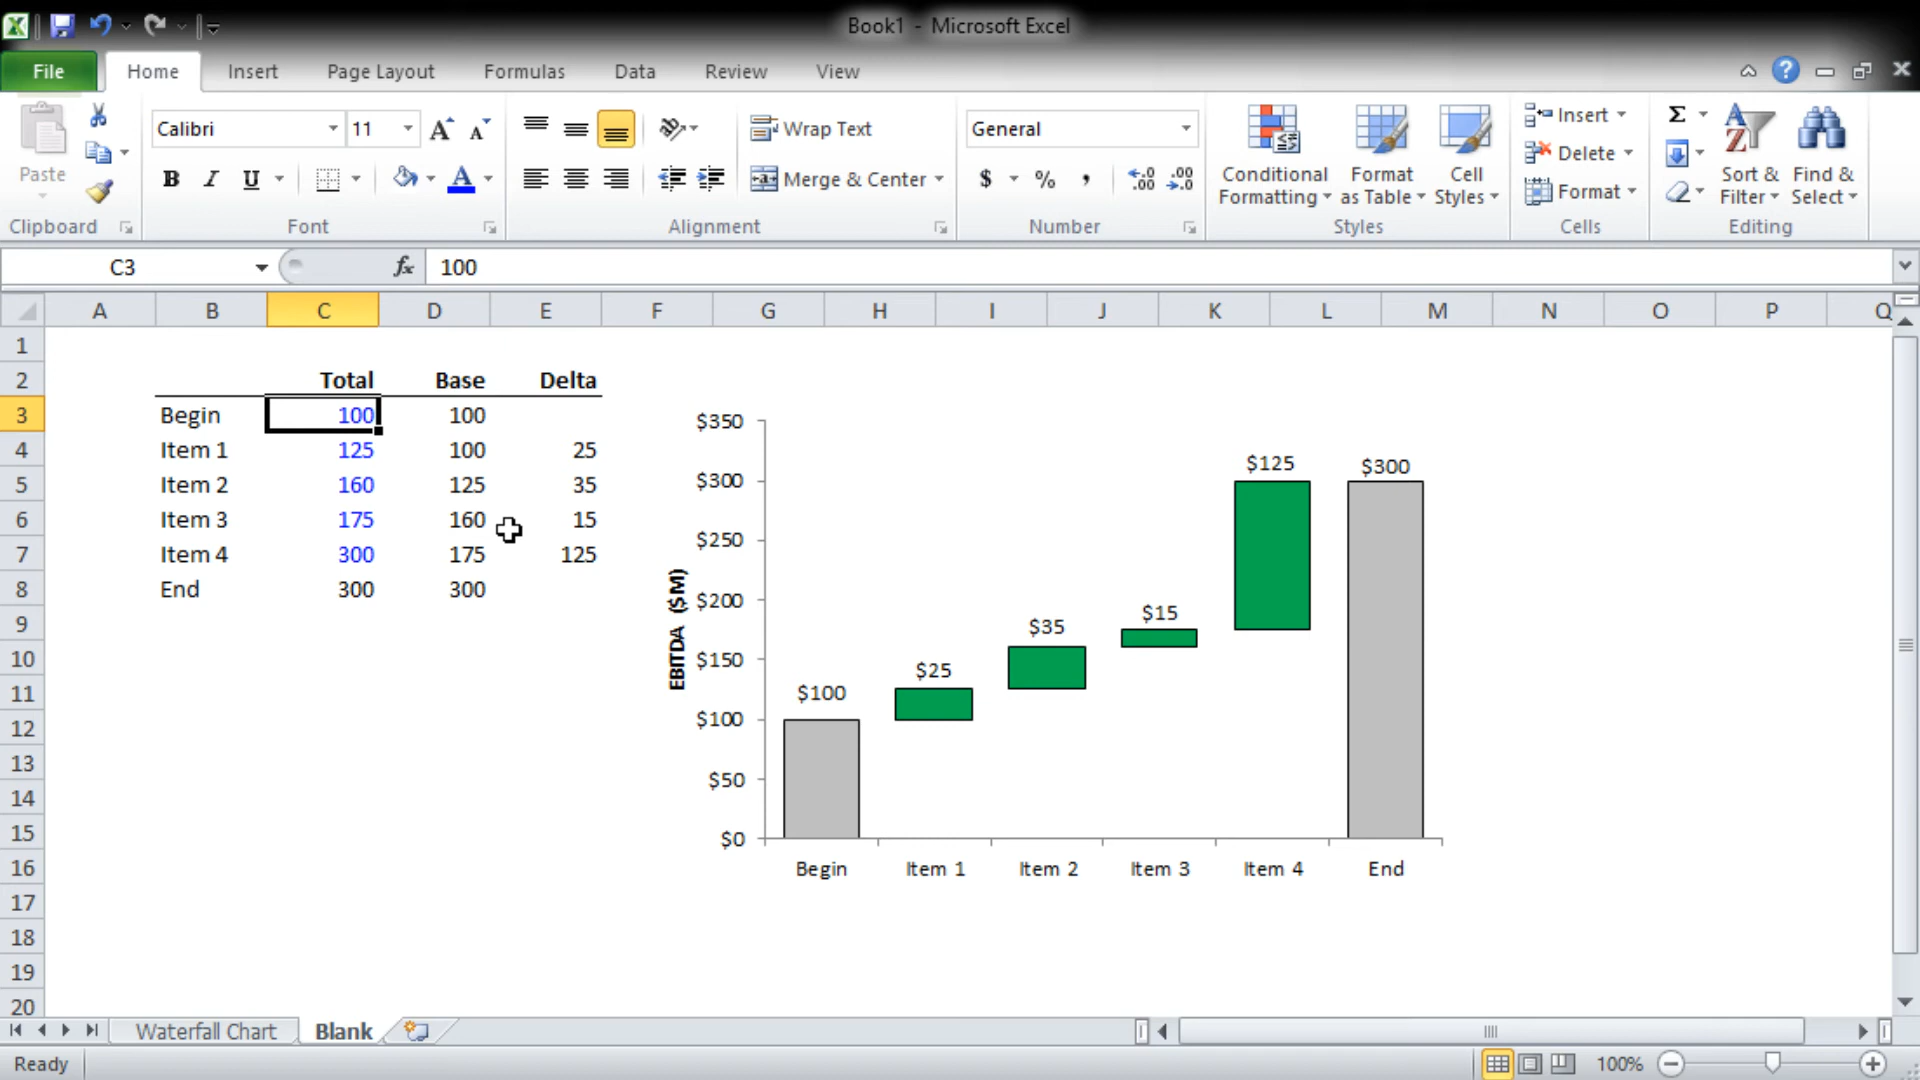 Book1 - Microsoft Excel
File Home Insert Page Layout Formulas Data Review View
Paste
Clipboard
Calibri 11
B I U
Font
Wrap Text
Merge & Center
Alignment
General
$ % ,
Number
Conditional Formatting
Format as Table
Cell Styles
Styles
Insert
Delete
Format
Cells
Σ
Sort & Filter
Find & Select
Editing
C3 fx 100
A B C D E F G H I J K L M N O P Q
1
2 Total Base Delta
3 Begin 100 100
4 Item 1 125 100 25
5 Item 2 160 125 35
6 Item 3 175 160 15
7 Item 4 300 175 125
8 End 300 300
9
10
11
12
13
14
15
16
17
18
19
20
EBITDA ($M)
$350
$300
$250
$200
$150
$100
$50
$0
$100 $25 $35 $15 $125 $300
Begin Item 1 Item 2 Item 3 Item 4 End
Waterfall Chart Blank
Ready 100%